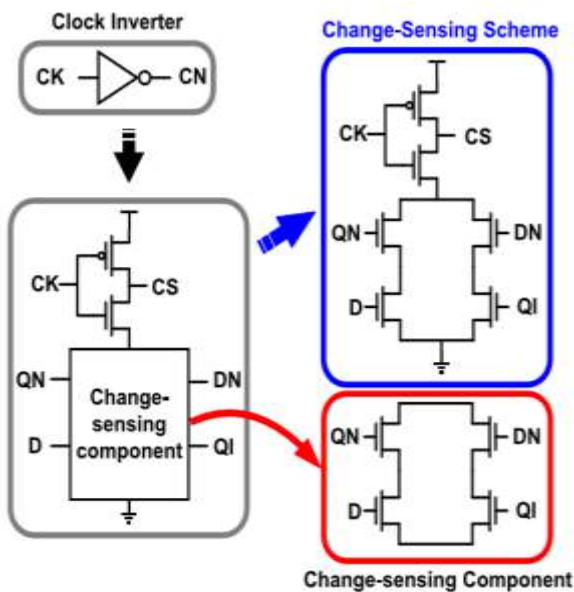 Clock Inverter
CK
CN
Change-Sensing Scheme
CK
CS
QN
DN
D
QI
CK
CS
QN
DN
Change-
sensing
component
D
QI
QN
DN
D
QI
Change-sensing Component